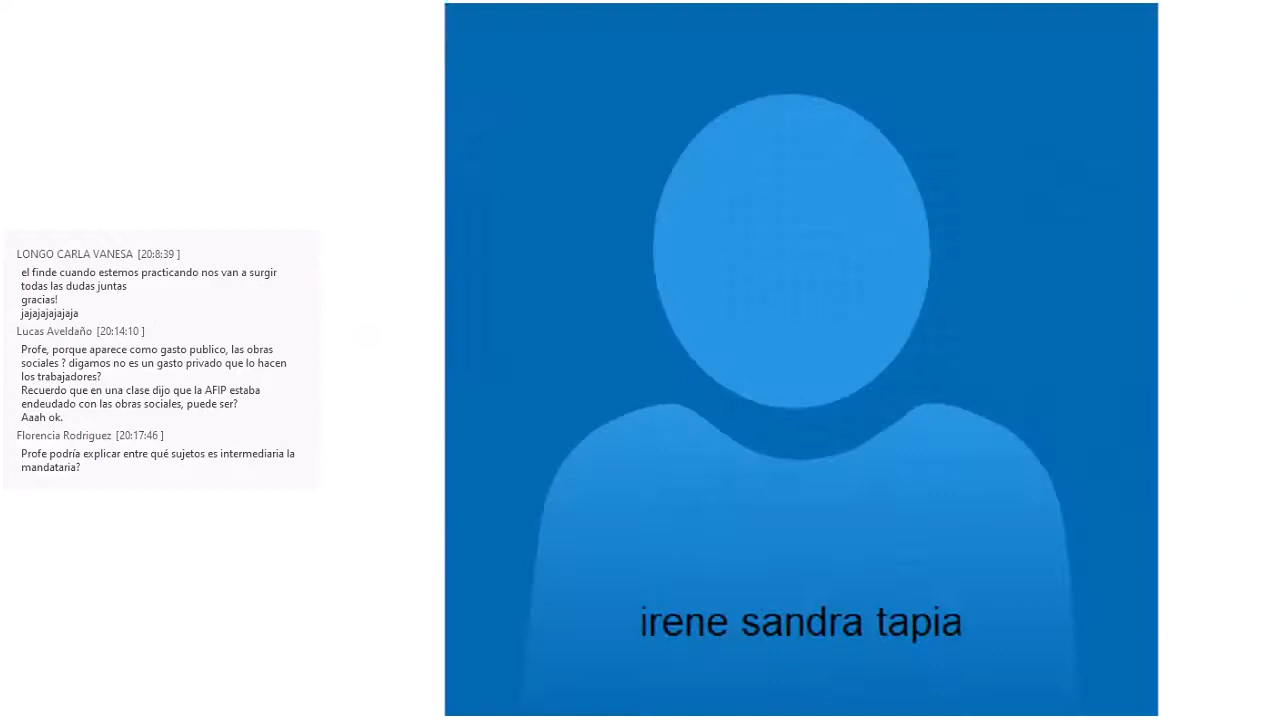 LONGO CARLA VANESA [20:8:39 ]
el finde cuando estemos practicando nos van a surgir
todas las dudas juntas
gracias!
jajajajajajaja
Lucas Aveldaño [20:14:10 ]
Profe, porque aparece como gasto publico, las obras
sociales ? digamos no es un gasto privado que lo hacen
los trabajadores?
Recuerdo que en una clase dijo que la AFIP estaba
endeudado con las obras sociales, puede ser?
Aaah ok.
Florencia Rodriguez [20:17:46 ]
Profe podría explicar entre qué sujetos es intermediaria la
mandataria?
irene sandra tapia